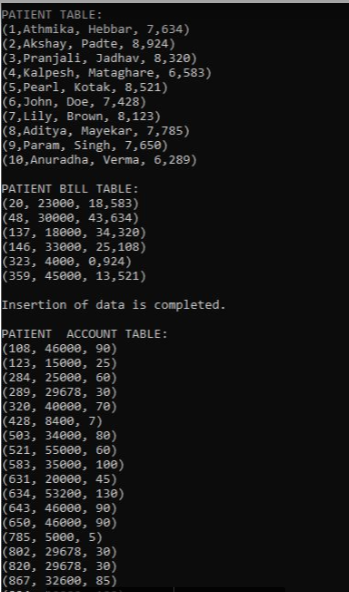 PATIENT TABLE:
(1,Athmika, Hebbar, 7,634)
(2,Akshay, Padte, 8,924)
(3,Pranjali, Jadhav, 8,320)
(4,Kalpesh, Mataghare, 6,583)
(5,Pearl, Kotak, 8,521)
(6,John, Doe, 7,428)
(7,Lily, Brown, 8,123)
(8,Aditya, Mayekar, 7,785)
(9,Param, Singh, 7,650)
(10,Anuradha, Verma, 6,289)
PATIENT BILL TABLE:
(20, 23000, 18,583)
(48, 30000, 43,634)
(137, 18000, 34,320)
(146, 33000, 25,108)
(323, 4000, 0,924)
(359, 45000, 13,521)
Insertion of data is completed.
PATIENT  ACCOUNT TABLE:
(108, 46000, 90)
(123, 15000, 25)
(284, 25000, 60)
(289, 29678, 30)
(320, 40000, 70)
(428, 8400, 7)
(503, 34000, 80)
(521, 55000, 60)
(583, 35000, 100)
(631, 20000, 45)
(634, 53200, 130)
(643, 46000, 90)
(650, 46000, 90)
(785, 5000, 5)
(802, 29678, 30)
(820, 29678, 30)
(867, 32600, 85)